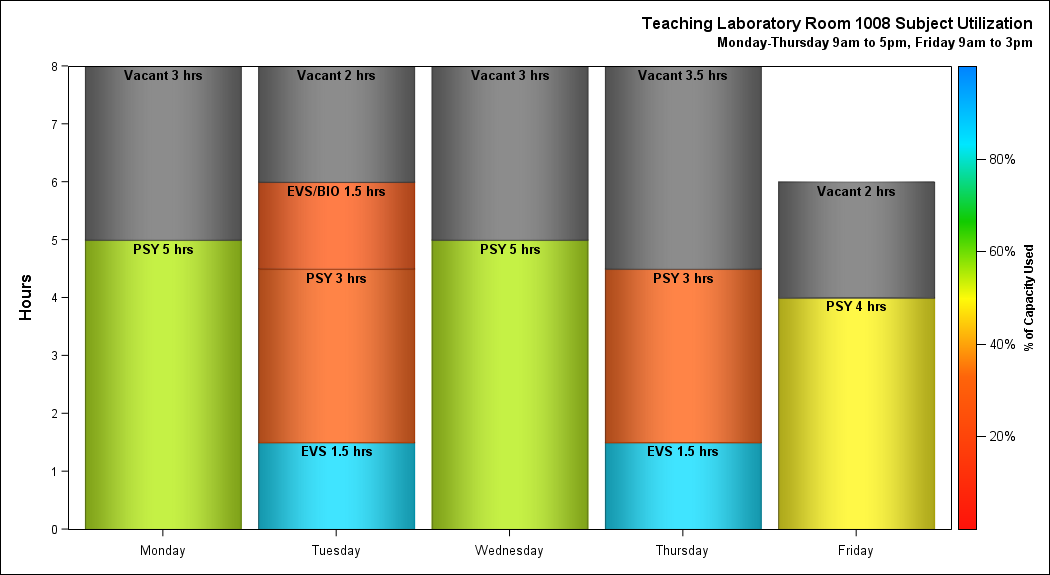 Teaching Laboratory Room 1008 Subject Utilization
Monday-Thursday 9am to 5pm, Friday 9am to 3pm
Hours
8
7
6
5
4
3
2
1
0
Vacant 3 hrs
PSY 5 hrs
Vacant 2 hrs
EVS/BIO 1.5 hrs
PSY 3 hrs
EVS 1.5 hrs
Vacant 3 hrs
PSY 5 hrs
Vacant 3.5 hrs
PSY 3 hrs
EVS 1.5 hrs
Vacant 2 hrs
PSY 4 hrs
Monday
Tuesday
Wednesday
Thursday
Friday
80%
60%
40%
20%
% of Capacity Used